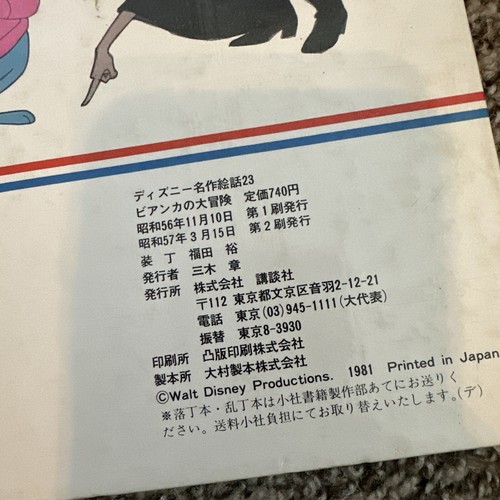 ディズニー名作絵話23
ビアンカの大冒険 定価740円
昭和56年11月10日 第1刷発行
昭和57年3月15日 第2刷発行
装丁 福田 裕
発行者 三木 章
発行所 株式会社 講談社
〒112 東京都文京区音羽2-12-21
電話 東京(03)945-1111(大代表)
振替 東京8-3930
印刷所 凸版印刷株式会社
製本所 大村製本株式会社
©Walt Disney Productions. 1981 Printed in Japan
※落丁本・乱丁本は小社書籍製作部あてにお送りく
ださい。送料小社負担にてお取り替えいたします。(デ)